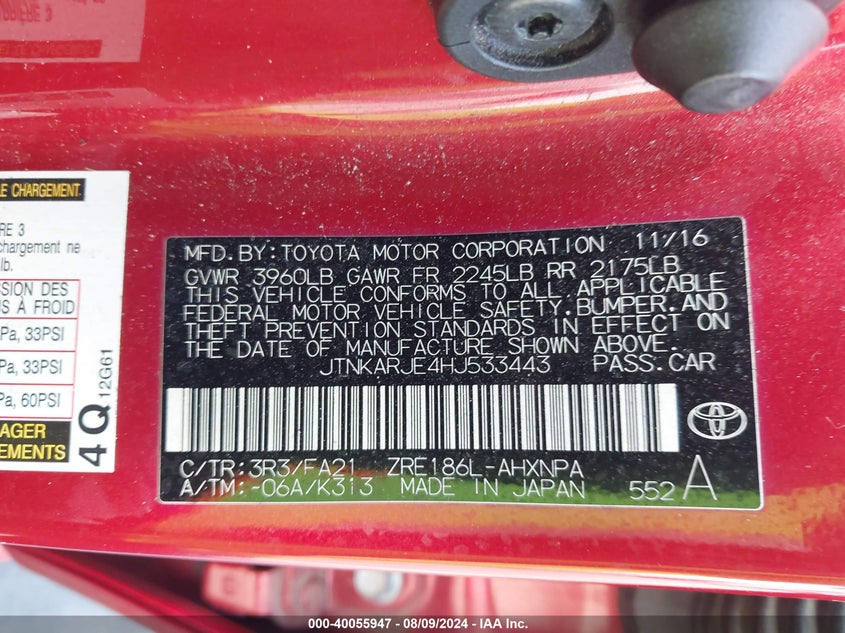 RRIÈRE 3
LE CHARGEMENT
RE 3
chargement ne
lb.
SION DES
S À FROID
Pa, 33PSI
Pa, 33PSI
Pa, 60PSI
AGER
EMENTS
4Q 12G61
MFD.BY:TOYOTA MOTOR CORPORATION 11/16
GVWR 3960LB GAWR FR 2245LB RR 2175LB
THIS VEHICLE CONFORMS TO ALL APPLICABLE
FEDERAL MOTOR VEHICLE SAFETY,BUMPER,AND
THEFT PREVENTION STANDARDS IN EFFECT ON
THE DATE OF MANUFACTURE SHOWN ABOVE.
JTNKARJE4HJ533443 PASS.CAR
C/TR:3R3/FA21 ZRE186L-AHXNPA
A/TM:-06A/K313 MADE IN JAPAN 552 A
TOYOTA
000-40055947 - 08/09/2024 - IAA Inc.